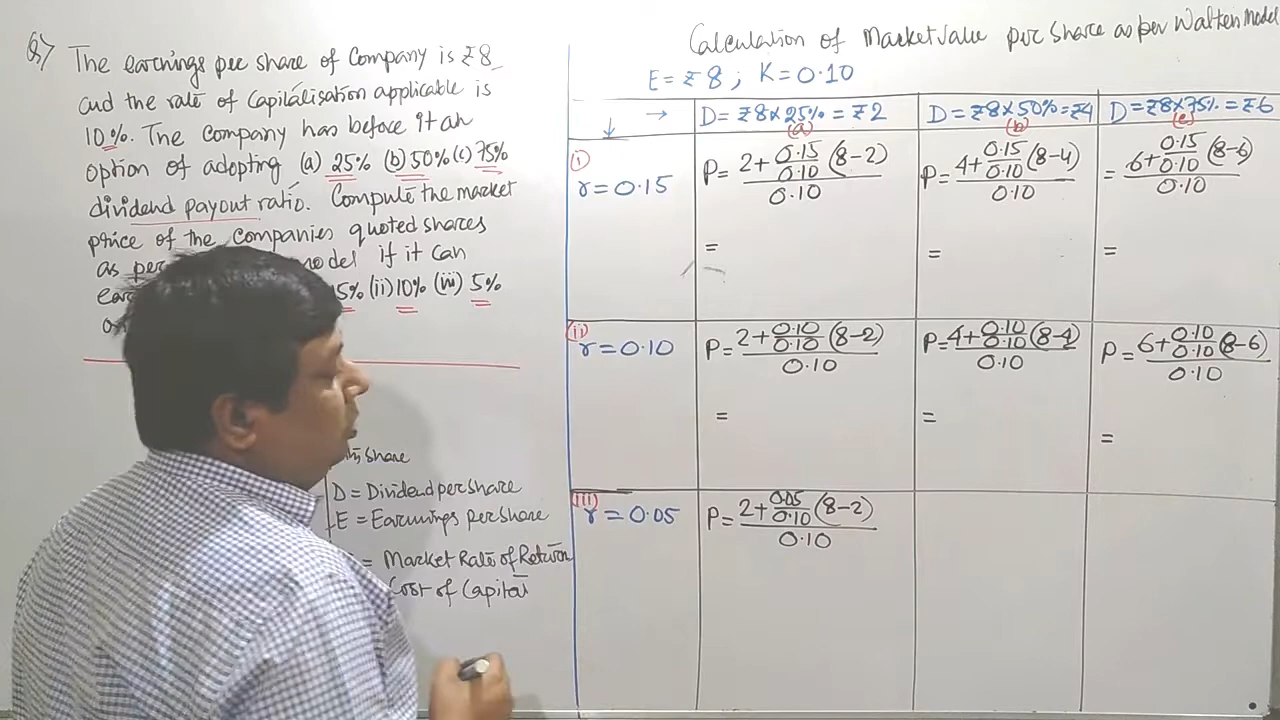 Q⟩ The earnings per share of Company is ₹8
and the rate of Capitalisation applicable is
10%. The Company has before it an
option of adopting (a) 25% (b) 50% (c) 75%
dividend payout ratio. Compute the market
price of the companies quoted shares
as per model if it can
5% (ii) 10% (iii) 5%
Share
D = Dividend per share
E = Earnings per share
= Market Rate of Return
Cost of Capital
Calculation of Market Value per share as per Walter Model
E = ₹8 ; K = 0.10
↓ → D = ₹8×25% = ₹2 D = ₹8×50% = ₹4 D = ₹8×75% = ₹6
(a) (b) (c)
(i) r = 0.15
P = 2 + 0.15/0.10 (8-2) / 0.10
=
P = 4 + 0.15/0.10 (8-4) / 0.10
=
= 6 + 0.15/0.10 (8-6) / 0.10
=
(ii) r = 0.10
P = 2 + 0.10/0.10 (8-2) / 0.10
=
P = 4 + 0.10/0.10 (8-4) / 0.10
=
P = 6 + 0.10/0.10 (8-6) / 0.10
=
(iii) r = 0.05
P = 2 + 0.05/0.10 (8-2) / 0.10